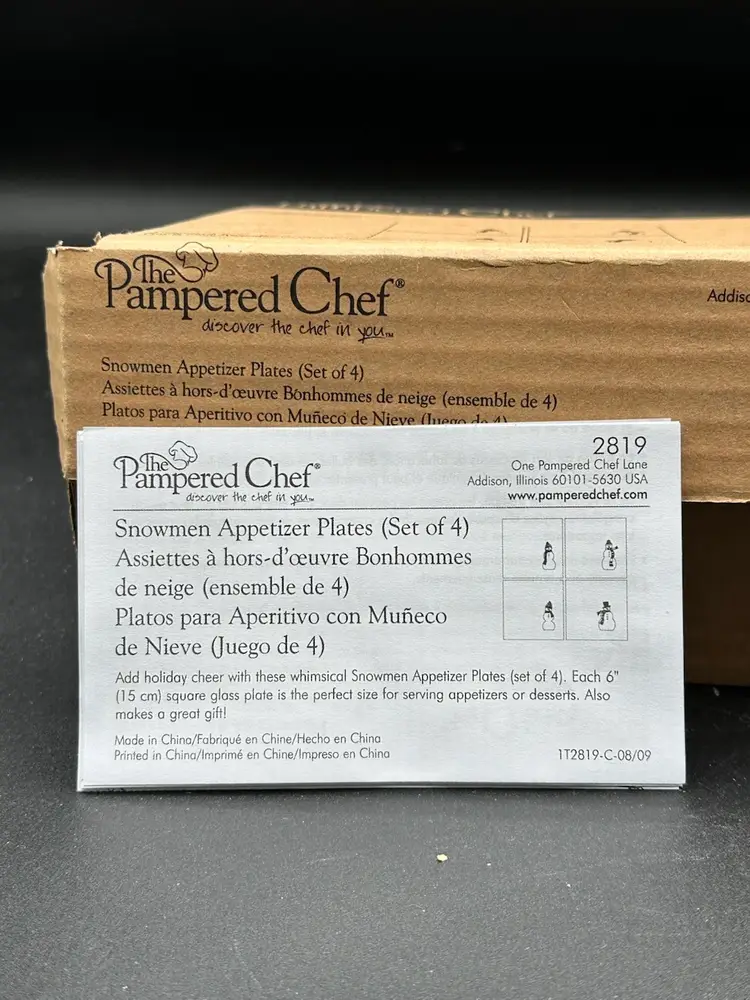 The
Pampered Chef®
discover the chef in you™
Addiso
Snowmen Appetizer Plates (Set of 4)
Assiettes à hors-d'œuvre Bonhommes de neige (ensemble de 4)
Platos para Aperitivo con Muñeco de Nieve (Juego de 4)
The
Pampered Chef®
discover the chef in you™
2819
One Pampered Chef Lane
Addison, Illinois 60101-5630 USA
www.pamperedchef.com
Snowmen Appetizer Plates (Set of 4)
Assiettes à hors-d'œuvre Bonhommes
de neige (ensemble de 4)
Platos para Aperitivo con Muñeco
de Nieve (Juego de 4)
Add holiday cheer with these whimsical Snowmen Appetizer Plates (set of 4). Each 6"
(15 cm) square glass plate is the perfect size for serving appetizers or desserts. Also
makes a great gift!
Made in China/Fabriqué en Chine/Hecho en China
Printed in China/Imprimé en Chine/Impreso en China
1T2819-C-08/09